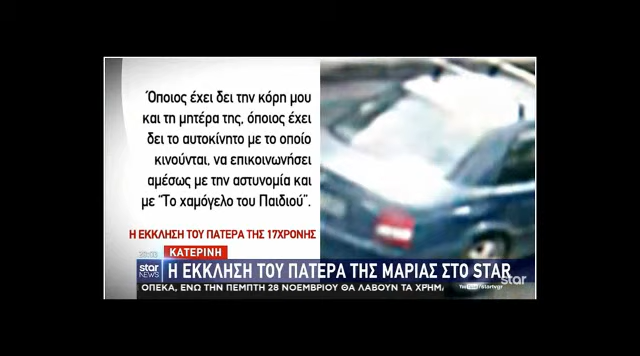 Όποιος έχει δει την κόρη μου
και τη μητέρα της, όποιος έχει
δει το αυτοκίνητο με το οποίο
κινούνται, να επικοινωνήσει
αμέσως με την αστυνομία και
με "Το χαμόγελο του Παιδιού".
Η ΕΚΚΛΗΣΗ ΤΟΥ ΠΑΤΕΡΑ ΤΗΣ 17ΧΡΟΝΗΣ
ΚΑΤΕΡΙΝΗ
star
NEWS
Η ΕΚΚΛΗΣΗ ΤΟΥ ΠΑΤΕΡΑ ΤΗΣ ΜΑΡΙΑΣ ΣΤΟ STAR
star
ΟΠΕΚΑ, ΕΝΩ ΤΗΝ ΠΕΜΠΤΗ 28 ΝΟΕΜΒΡΙΟΥ ΘΑ ΛΑΒΟΥΝ ΤΑ ΧΡΗΜΑ